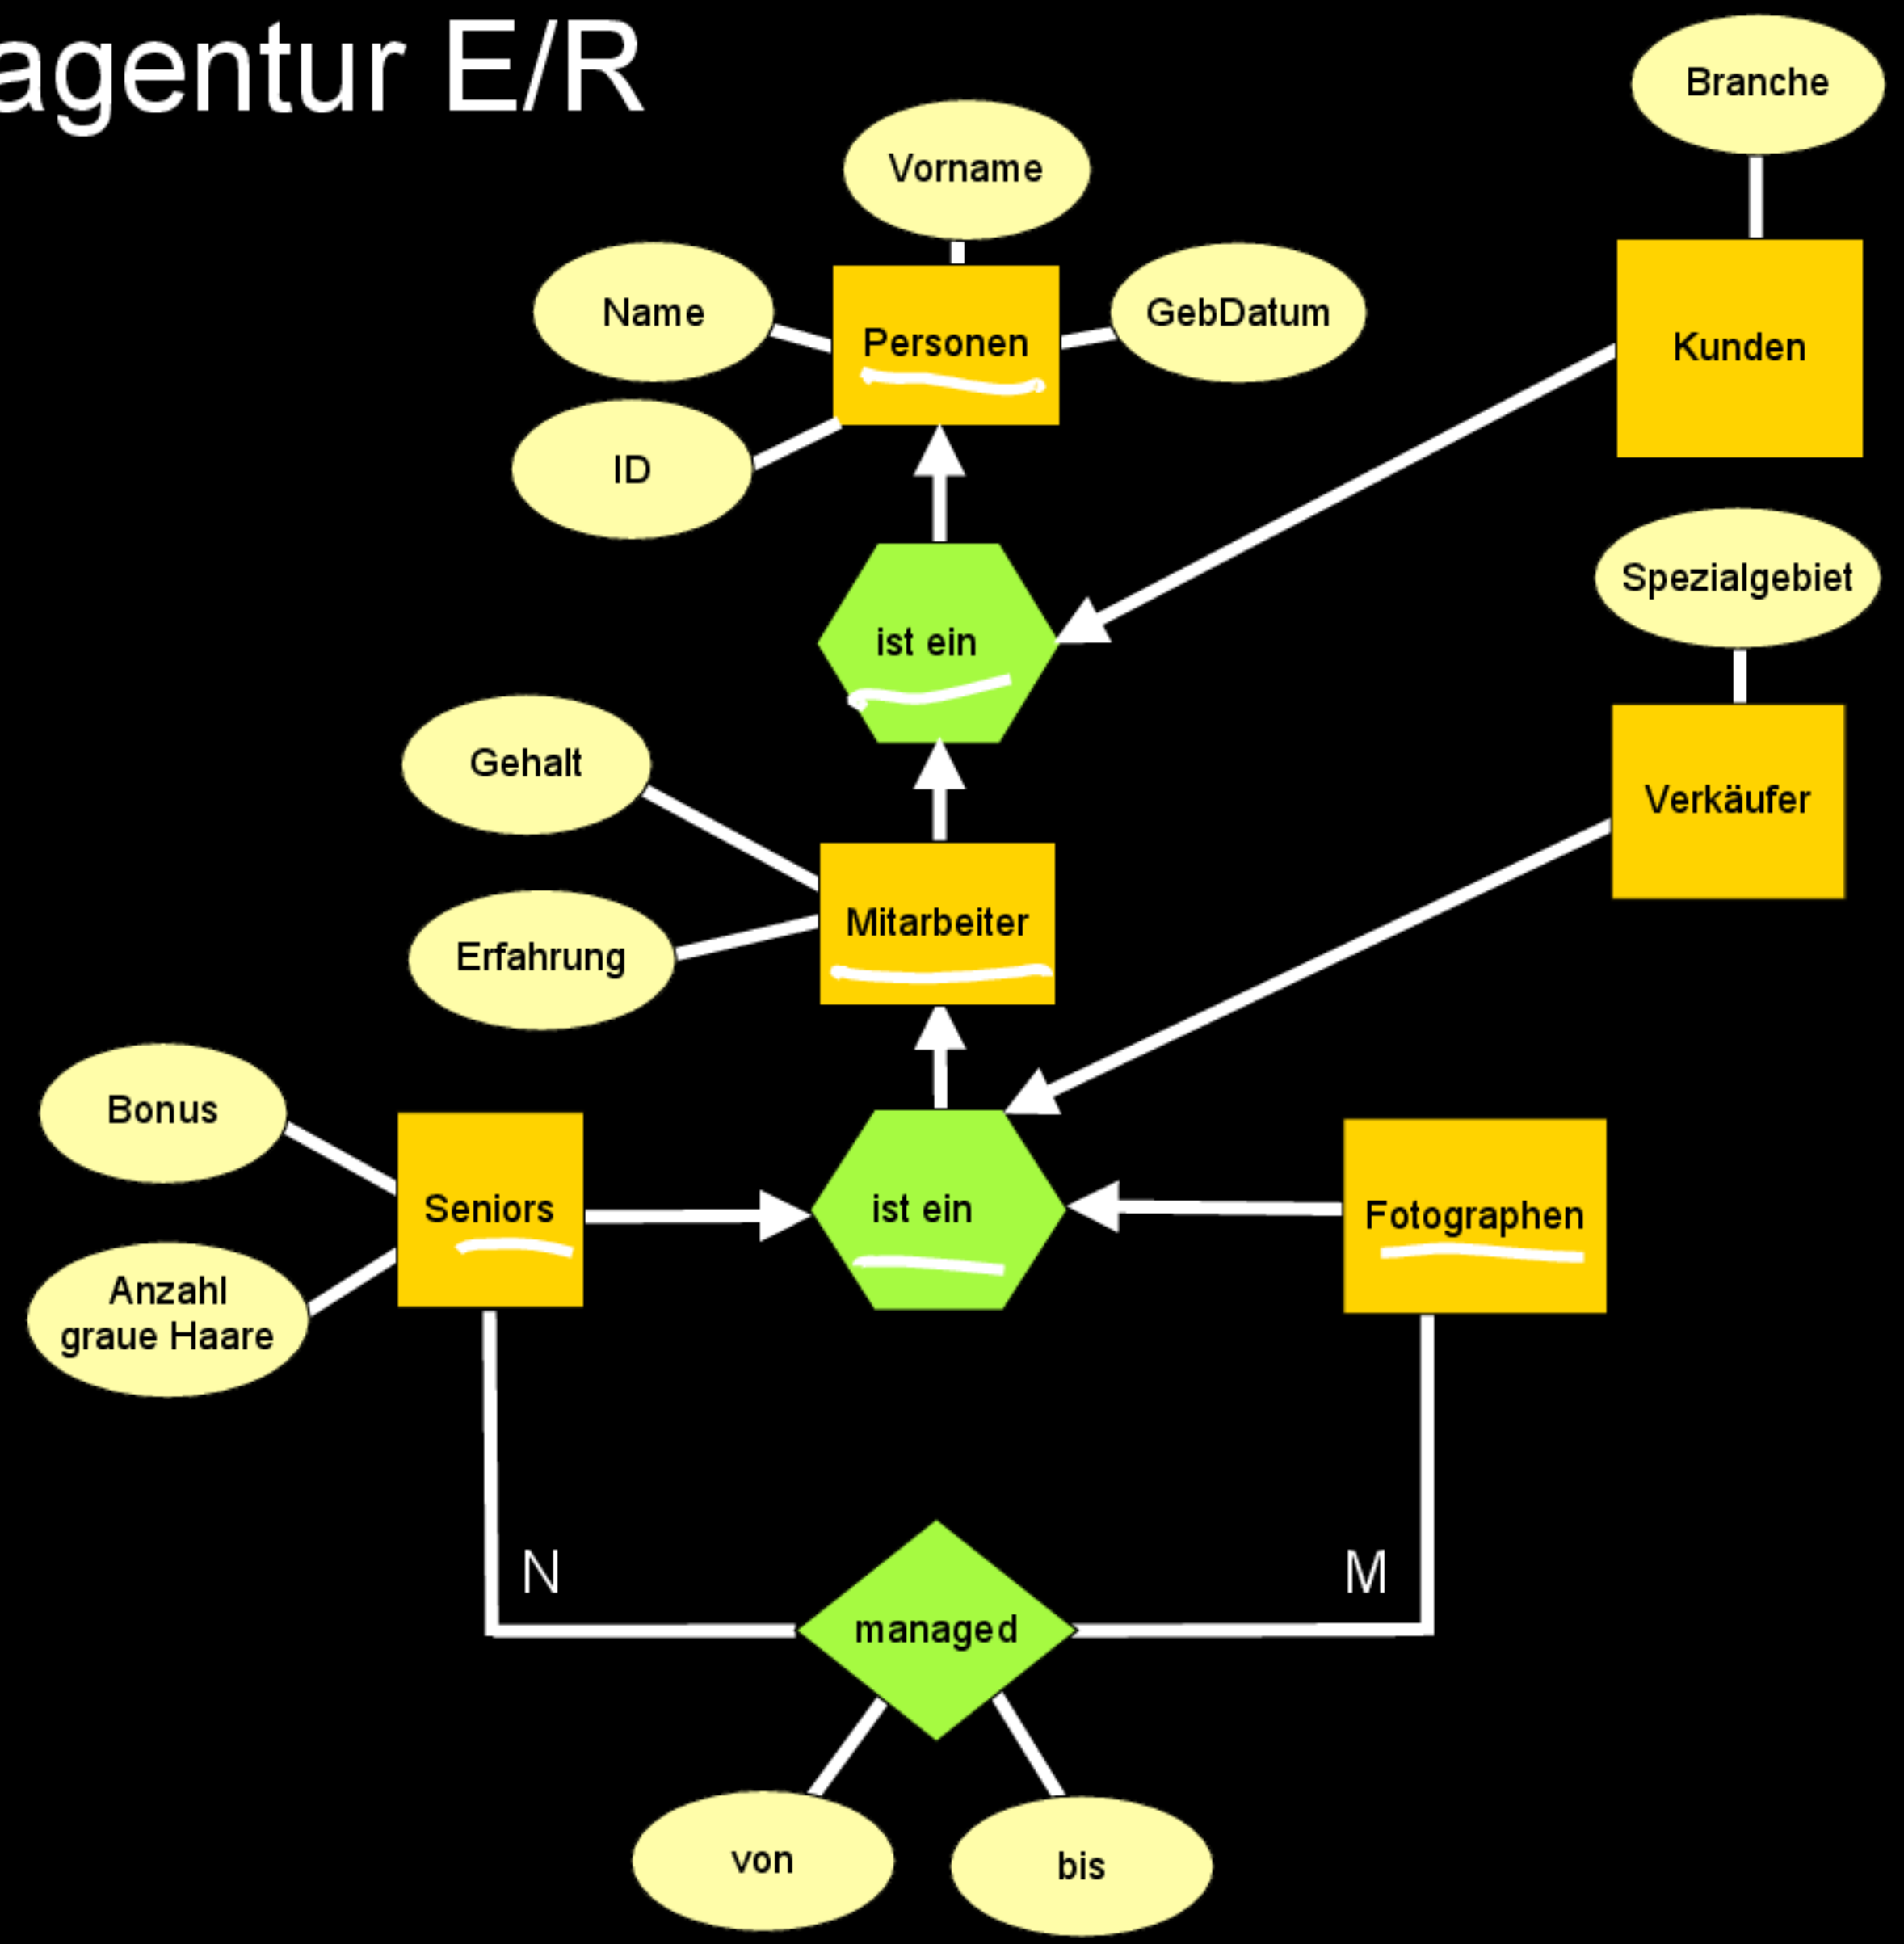 agentur E/R
Branche
Vorname
Name
Personen
GebDatum
Kunden
ID
Spezialgebiet
ist ein
Gehalt
Verkäufer
Mitarbeiter
Erfahrung
Bonus
Seniors
ist ein
Fotographen
Anzahl
graue Haare
N
M
managed
von
bis